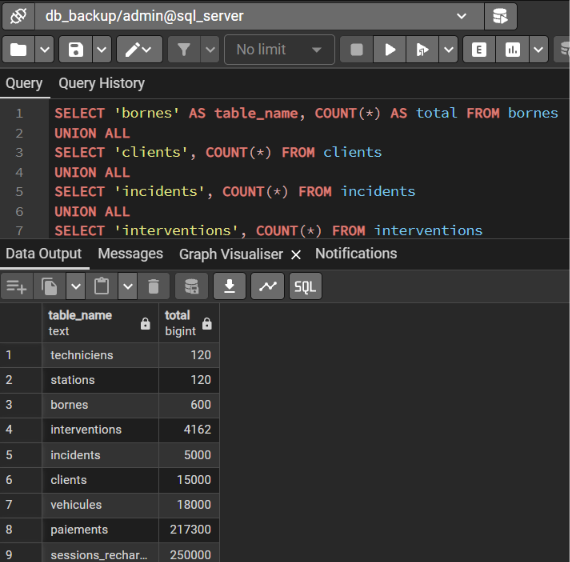 db_backup/admin@sql_server
No limit
E
Query Query History
1 SELECT 'bornes' AS table_name, COUNT(*) AS total FROM bornes
2 UNION ALL
3 SELECT 'clients', COUNT(*) FROM clients
4 UNION ALL
5 SELECT 'incidents', COUNT(*) FROM incidents
6 UNION ALL
7 SELECT 'interventions', COUNT(*) FROM interventions
Data Output Messages Graph Visualiser × Notifications
SQL
table_name total
text bigint
1 techniciens 120
2 stations 120
3 bornes 600
4 interventions 4162
5 incidents 5000
6 clients 15000
7 vehicules 18000
8 paiements 217300
9 sessions_rechar... 250000